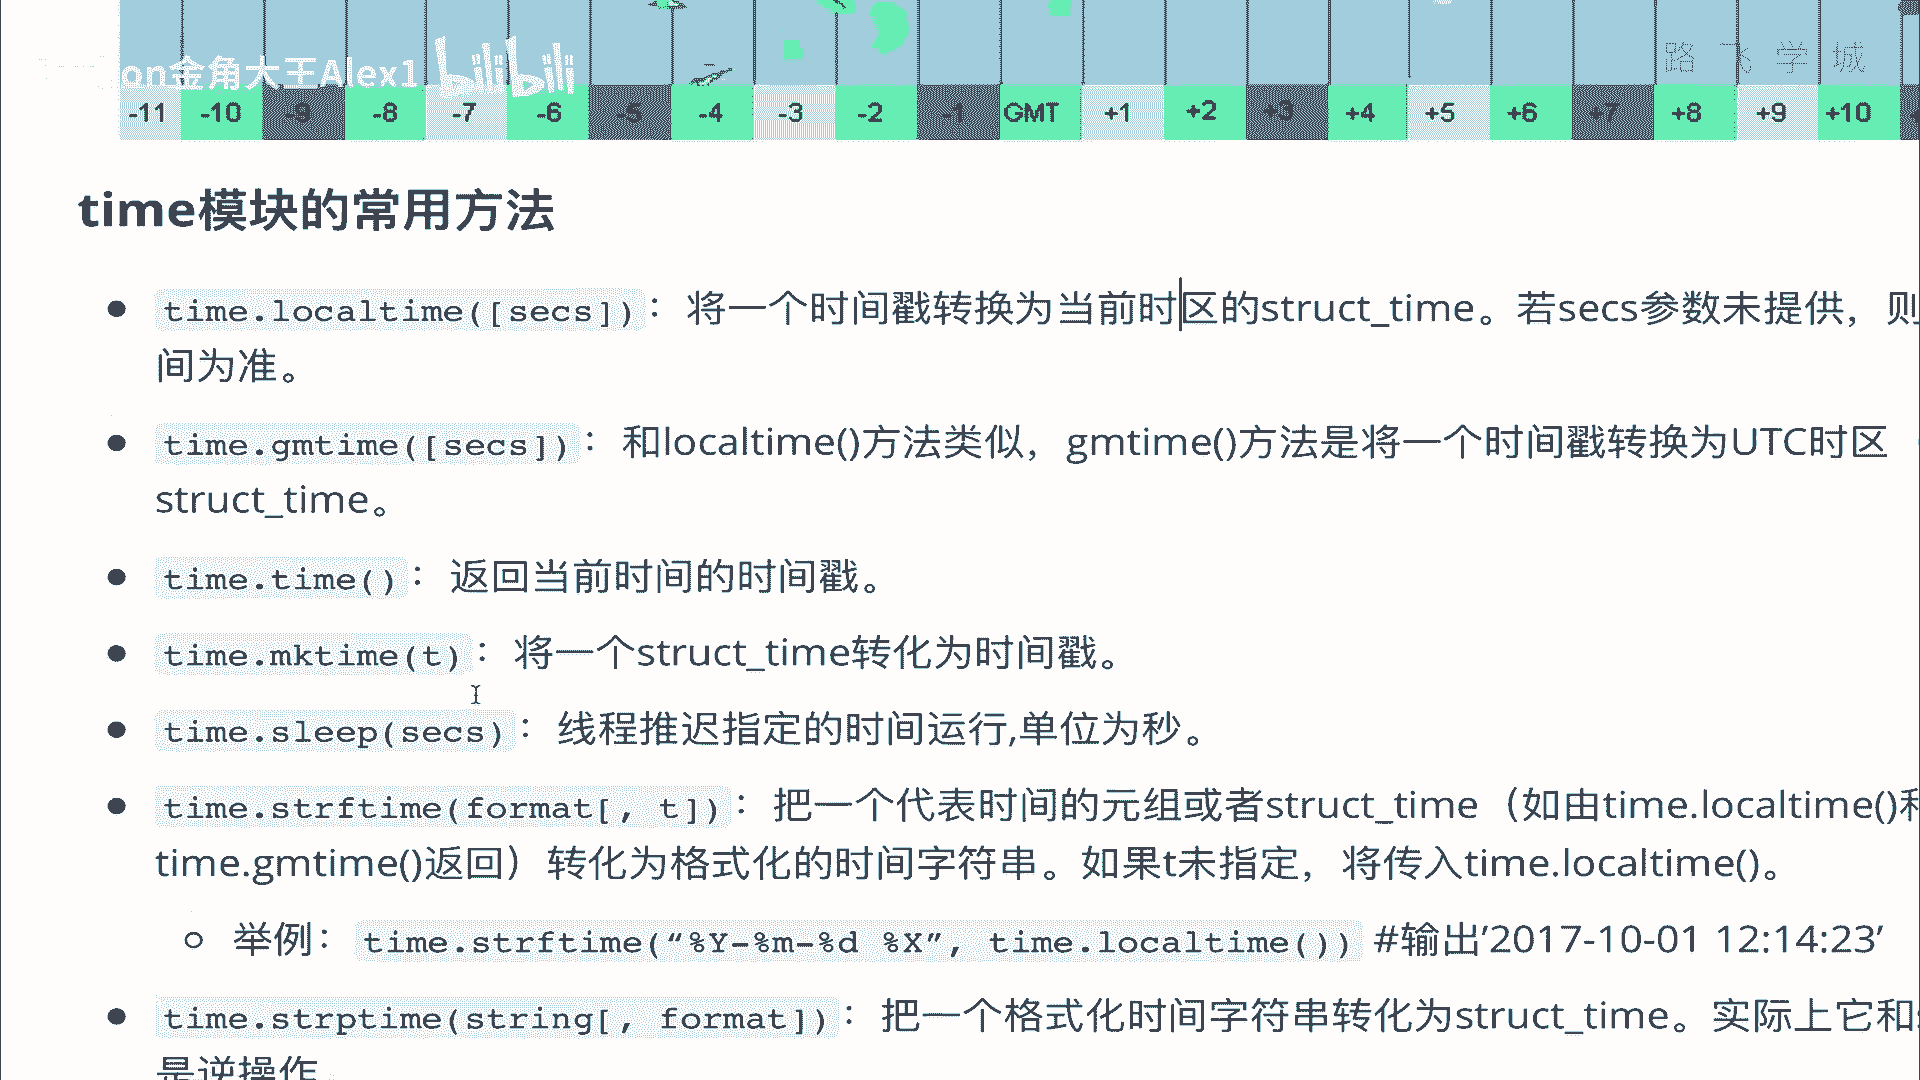 on金角大王Alex1 bilibili
路飞学城
-11 -10 -9 -8 -7 -6 -5 -4 -3 -2 -1 GMT +1 +2 +3 +4 +5 +6 +7 +8 +9 +10
time模块的常用方法
time.localtime([secs])：将一个时间戳转换为当前时区的struct_time。若secs参数未提供，则
间为准。
time.gmtime([secs])：和localtime()方法类似，gmtime()方法是将一个时间戳转换为UTC时区
struct_time。
time.time()：返回当前时间的时间戳。
time.mktime(t)：将一个struct_time转化为时间戳。
time.sleep(secs)：线程推迟指定的时间运行,单位为秒。
time.strftime(format[, t])：把一个代表时间的元组或者struct_time（如由time.localtime()和
time.gmtime()返回）转化为格式化的时间字符串。如果t未指定，将传入time.localtime()。
举例：time.strftime(“%Y-%m-%d %X”, time.localtime()) #输出’2017-10-01 12:14:23’
time.strptime(string[, format])：把一个格式化时间字符串转化为struct_time。实际上它和
是逆操作。